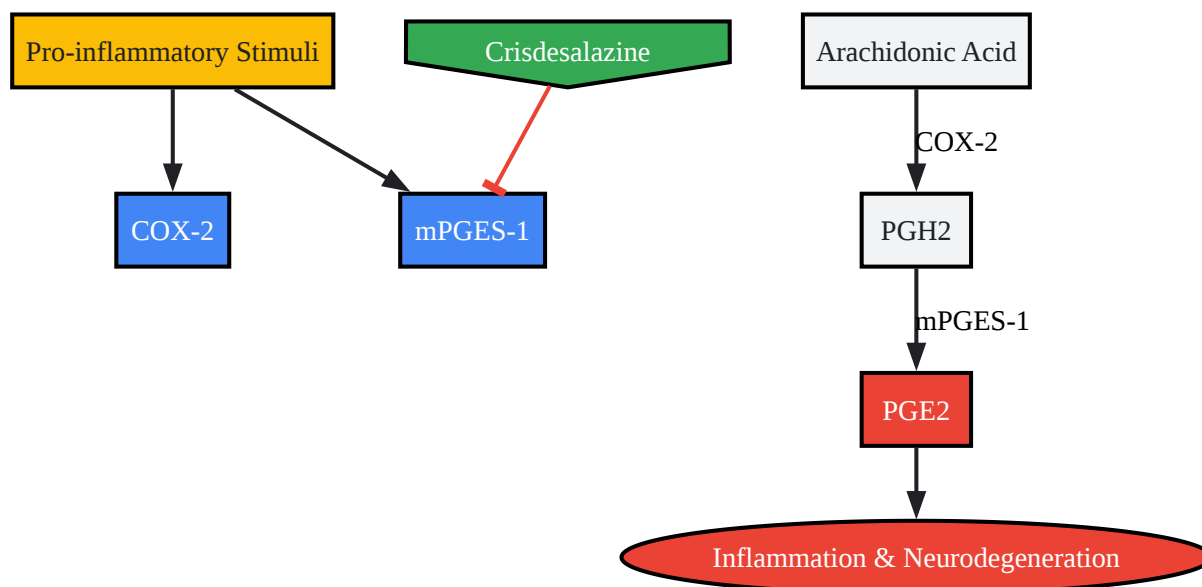 Pro-inflammatory Stimuli
Crisdesalazine
Arachidonic Acid
COX-2
COX-2
mPGES-1
PGH2
mPGES-1
PGE2
Inflammation & Neurodegeneration